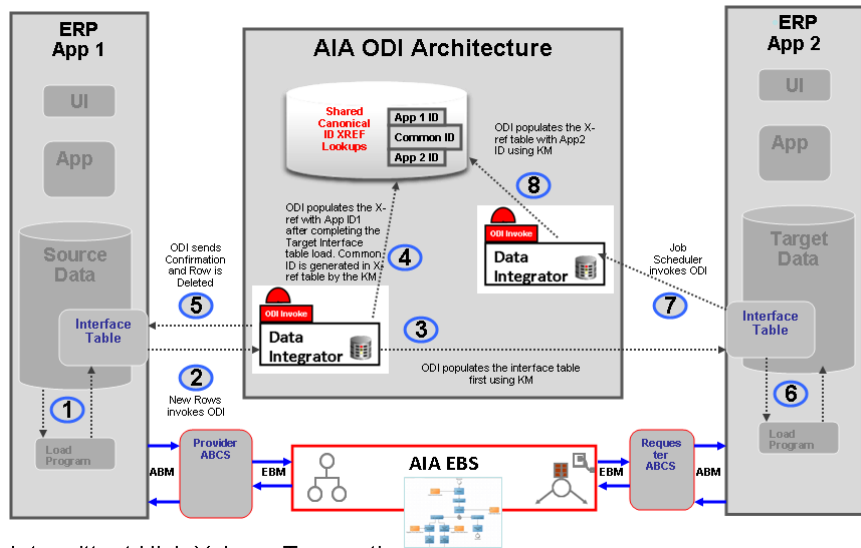 ERP
App 1
UI
App
Source
Data
Interface
Table
1
Load
Program
AIA ODI Architecture
Shared
Canonical
ID XREF
Lookups
App 1 ID
Common ID
App 2 ID
ODI populates the X-
ref table with App2
ID using KM
8
ODI populates the X-
ref with App ID1
after completing the
Target Interface
table load. Common
ID is generated in X-
ref table by the KM
4
ODI Invoke
Data
Integrator
ODI sends
Confirmation
and Row is
Deleted
5
ODI Invoke
Data
Integrator
3
ODI populates the interface table
first using KM
2
New Rows
invokes ODI
Job
Scheduler
invokes ODI
7
ERP
App 2
UI
App
Target
Data
Interface
Table
6
Load
Program
ABM
Provider
ABCS
EBM
AIA EBS
EBM
Reques
ter
ABCS
ABM